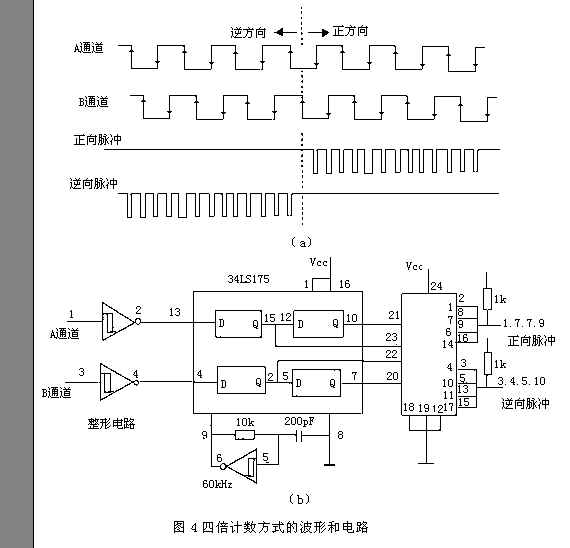 逆方向 正方向
A通道
B通道
正向脉冲
逆向脉冲
(a)
34LS175 Vcc Vcc
1 16 24
1 2 13 D Q 15 12 D Q 10 21
A通道
23
22
3 4 4 D Q 2 5 D Q 7 20
B通道
整形电路
2 1k
1
8
7
9 1.7.7.9
6 正向脉冲
16
14
1k
3
4
5 3.4.5.10
10
13 逆向脉冲
11
15
17
18 19 12
9 10k 200pF 8
6 5
60kHz
(b)
图 4 四倍计数方式的波形和电路